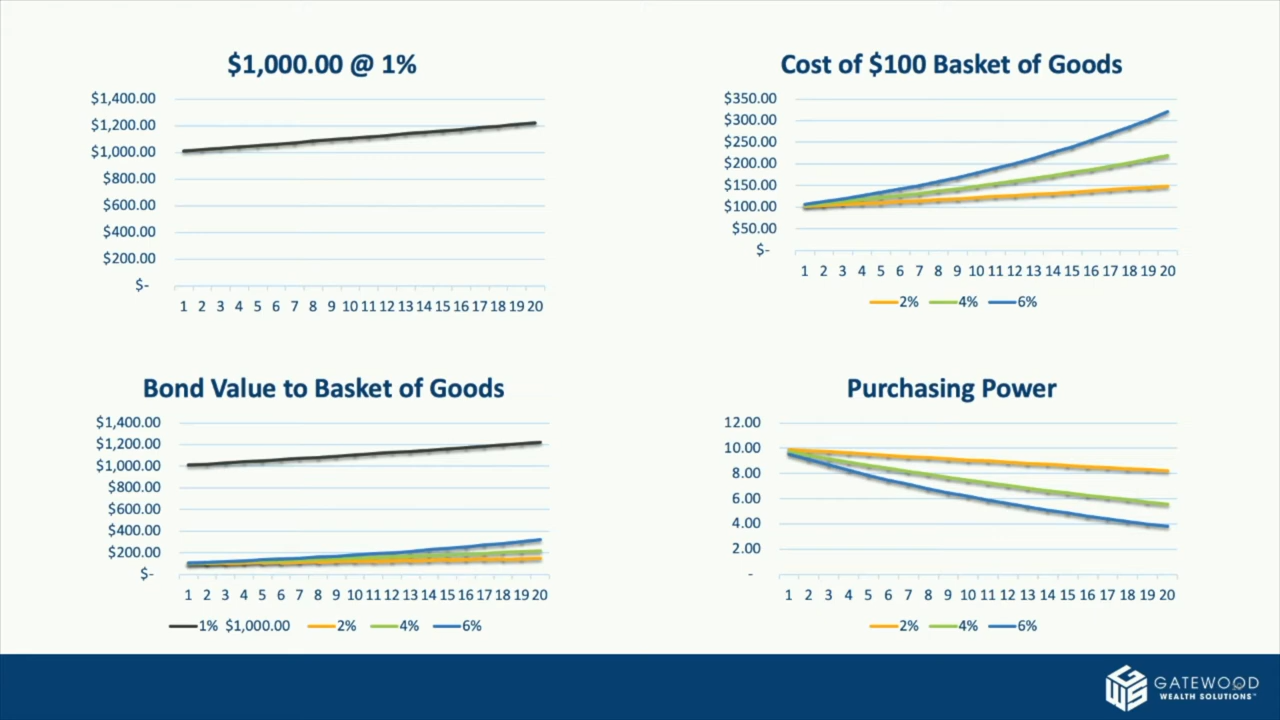 $1,000.00 @ 1%
$1,400.00
$1,200.00
$1,000.00
$800.00
$600.00
$400.00
$200.00
$-
1 2 3 4 5 6 7 8 9 10 11 12 13 14 15 16 17 18 19 20
Cost of $100 Basket of Goods
$350.00
$300.00
$250.00
$200.00
$150.00
$100.00
$50.00
$-
1 2 3 4 5 6 7 8 9 10 11 12 13 14 15 16 17 18 19 20
2% 4% 6%
Bond Value to Basket of Goods
$1,400.00
$1,200.00
$1,000.00
$800.00
$600.00
$400.00
$200.00
$-
1 2 3 4 5 6 7 8 9 10 11 12 13 14 15 16 17 18 19 20
1% $1,000.00 2% 4% 6%
Purchasing Power
12.00
10.00
8.00
6.00
4.00
2.00
-
1 2 3 4 5 6 7 8 9 10 11 12 13 14 15 16 17 18 19 20
2% 4% 6%
GATEWOOD
WEALTH SOLUTIONS™